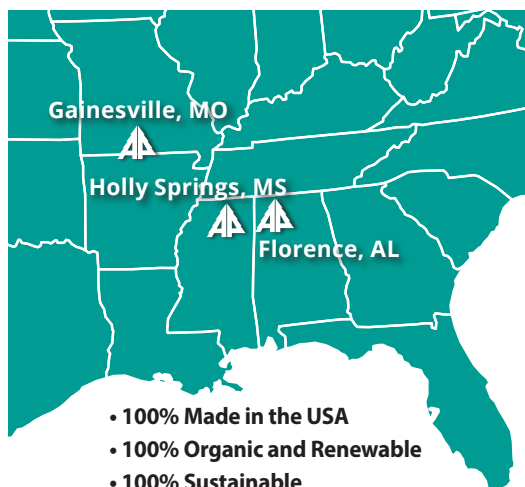 Gainesville, MO
Holly Springs, MS
Florence, AL
• 100% Made in the USA
• 100% Organic and Renewable
• 100% Sustainable